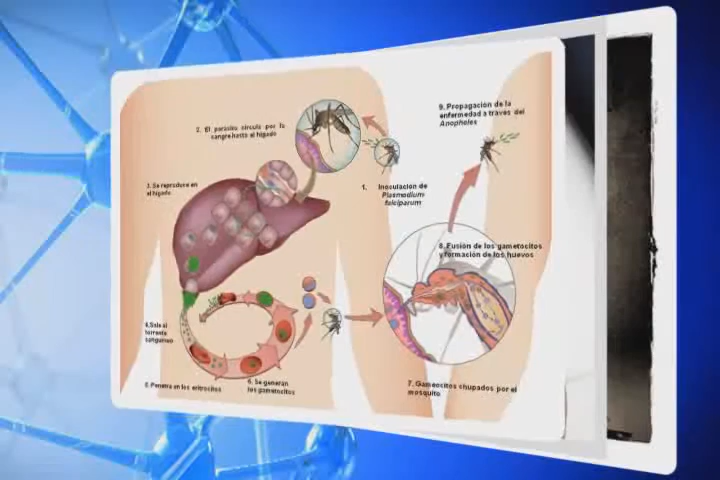 1. Inoculación de
Plasmodium
falciparum
2. El parásito circula por la
sangre hasta el hígado
3. Se reproduce en
el hígado
4. Sale al
torrente
sanguíneo
5. Penetra en los eritrocitos
6. Se generan
los gametocitos
7. Gametocitos chupados por el
mosquito
8. Fusión de los gametocitos
y formación de los huevos
9. Propagación de la
enfermedad a través del
Anopheles